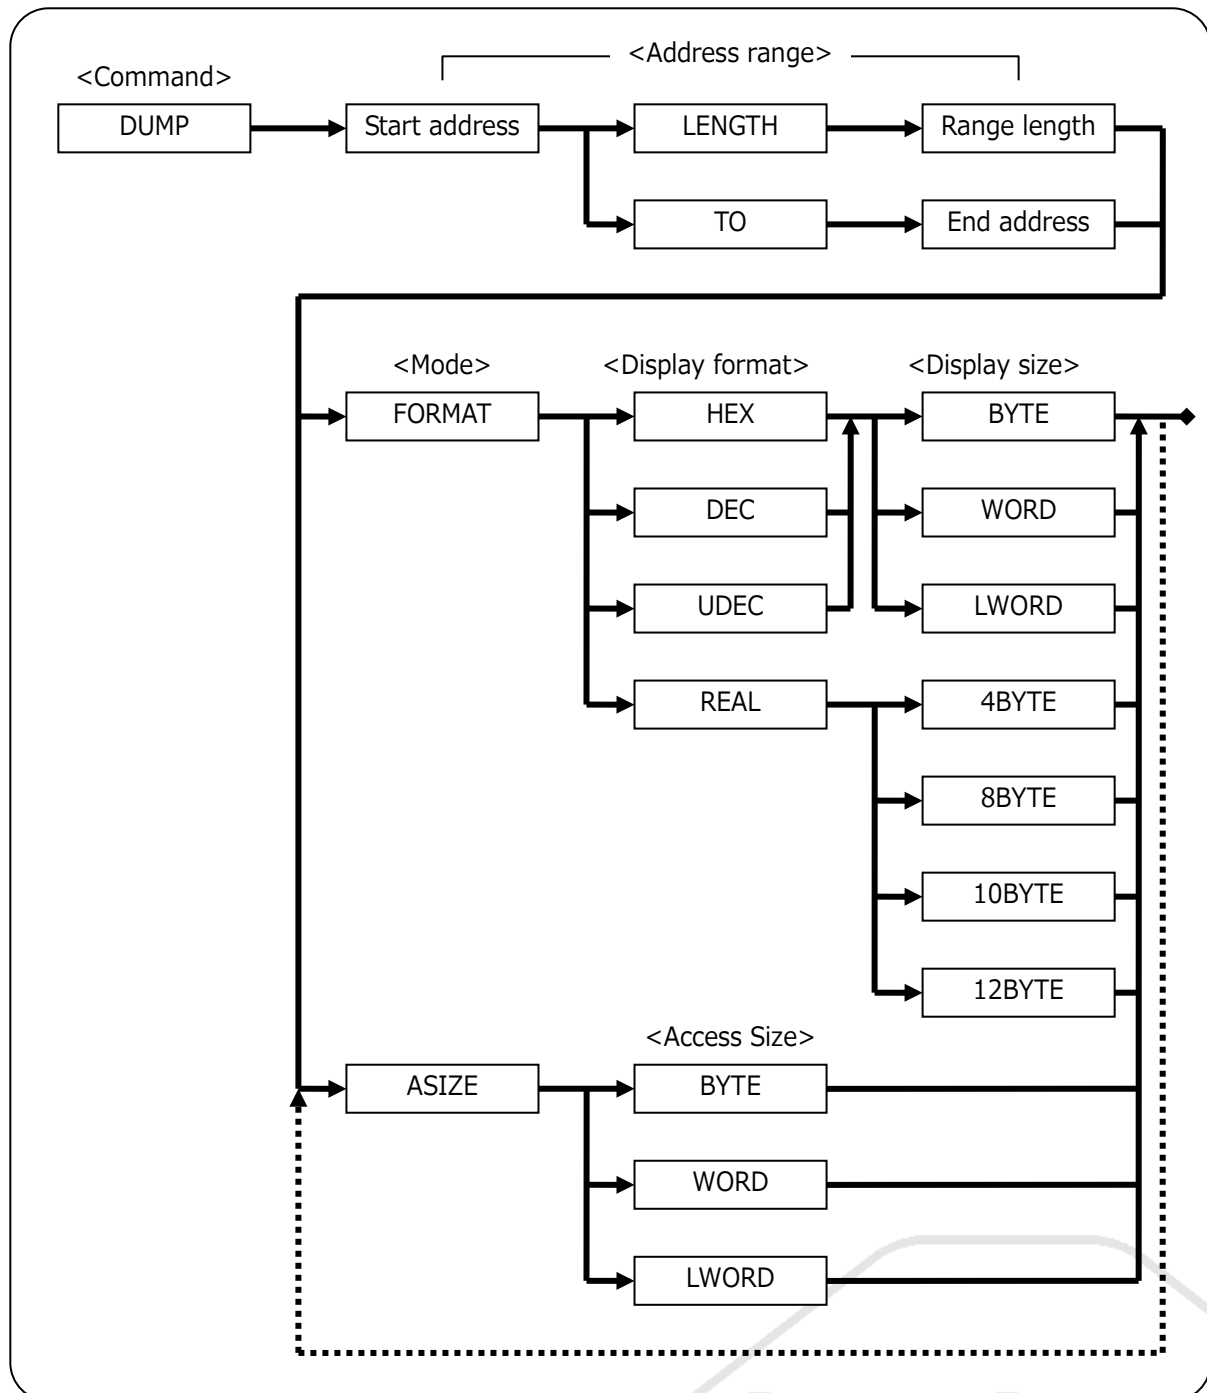 <Address range>
<Command>
DUMP
Start address
LENGTH
Range length
TO
End address
<Mode>
<Display format>
<Display size>
FORMAT
HEX
BYTE
DEC
WORD
UDEC
LWORD
REAL
4BYTE
8BYTE
10BYTE
12BYTE
<Access Size>
ASIZE
BYTE
WORD
LWORD